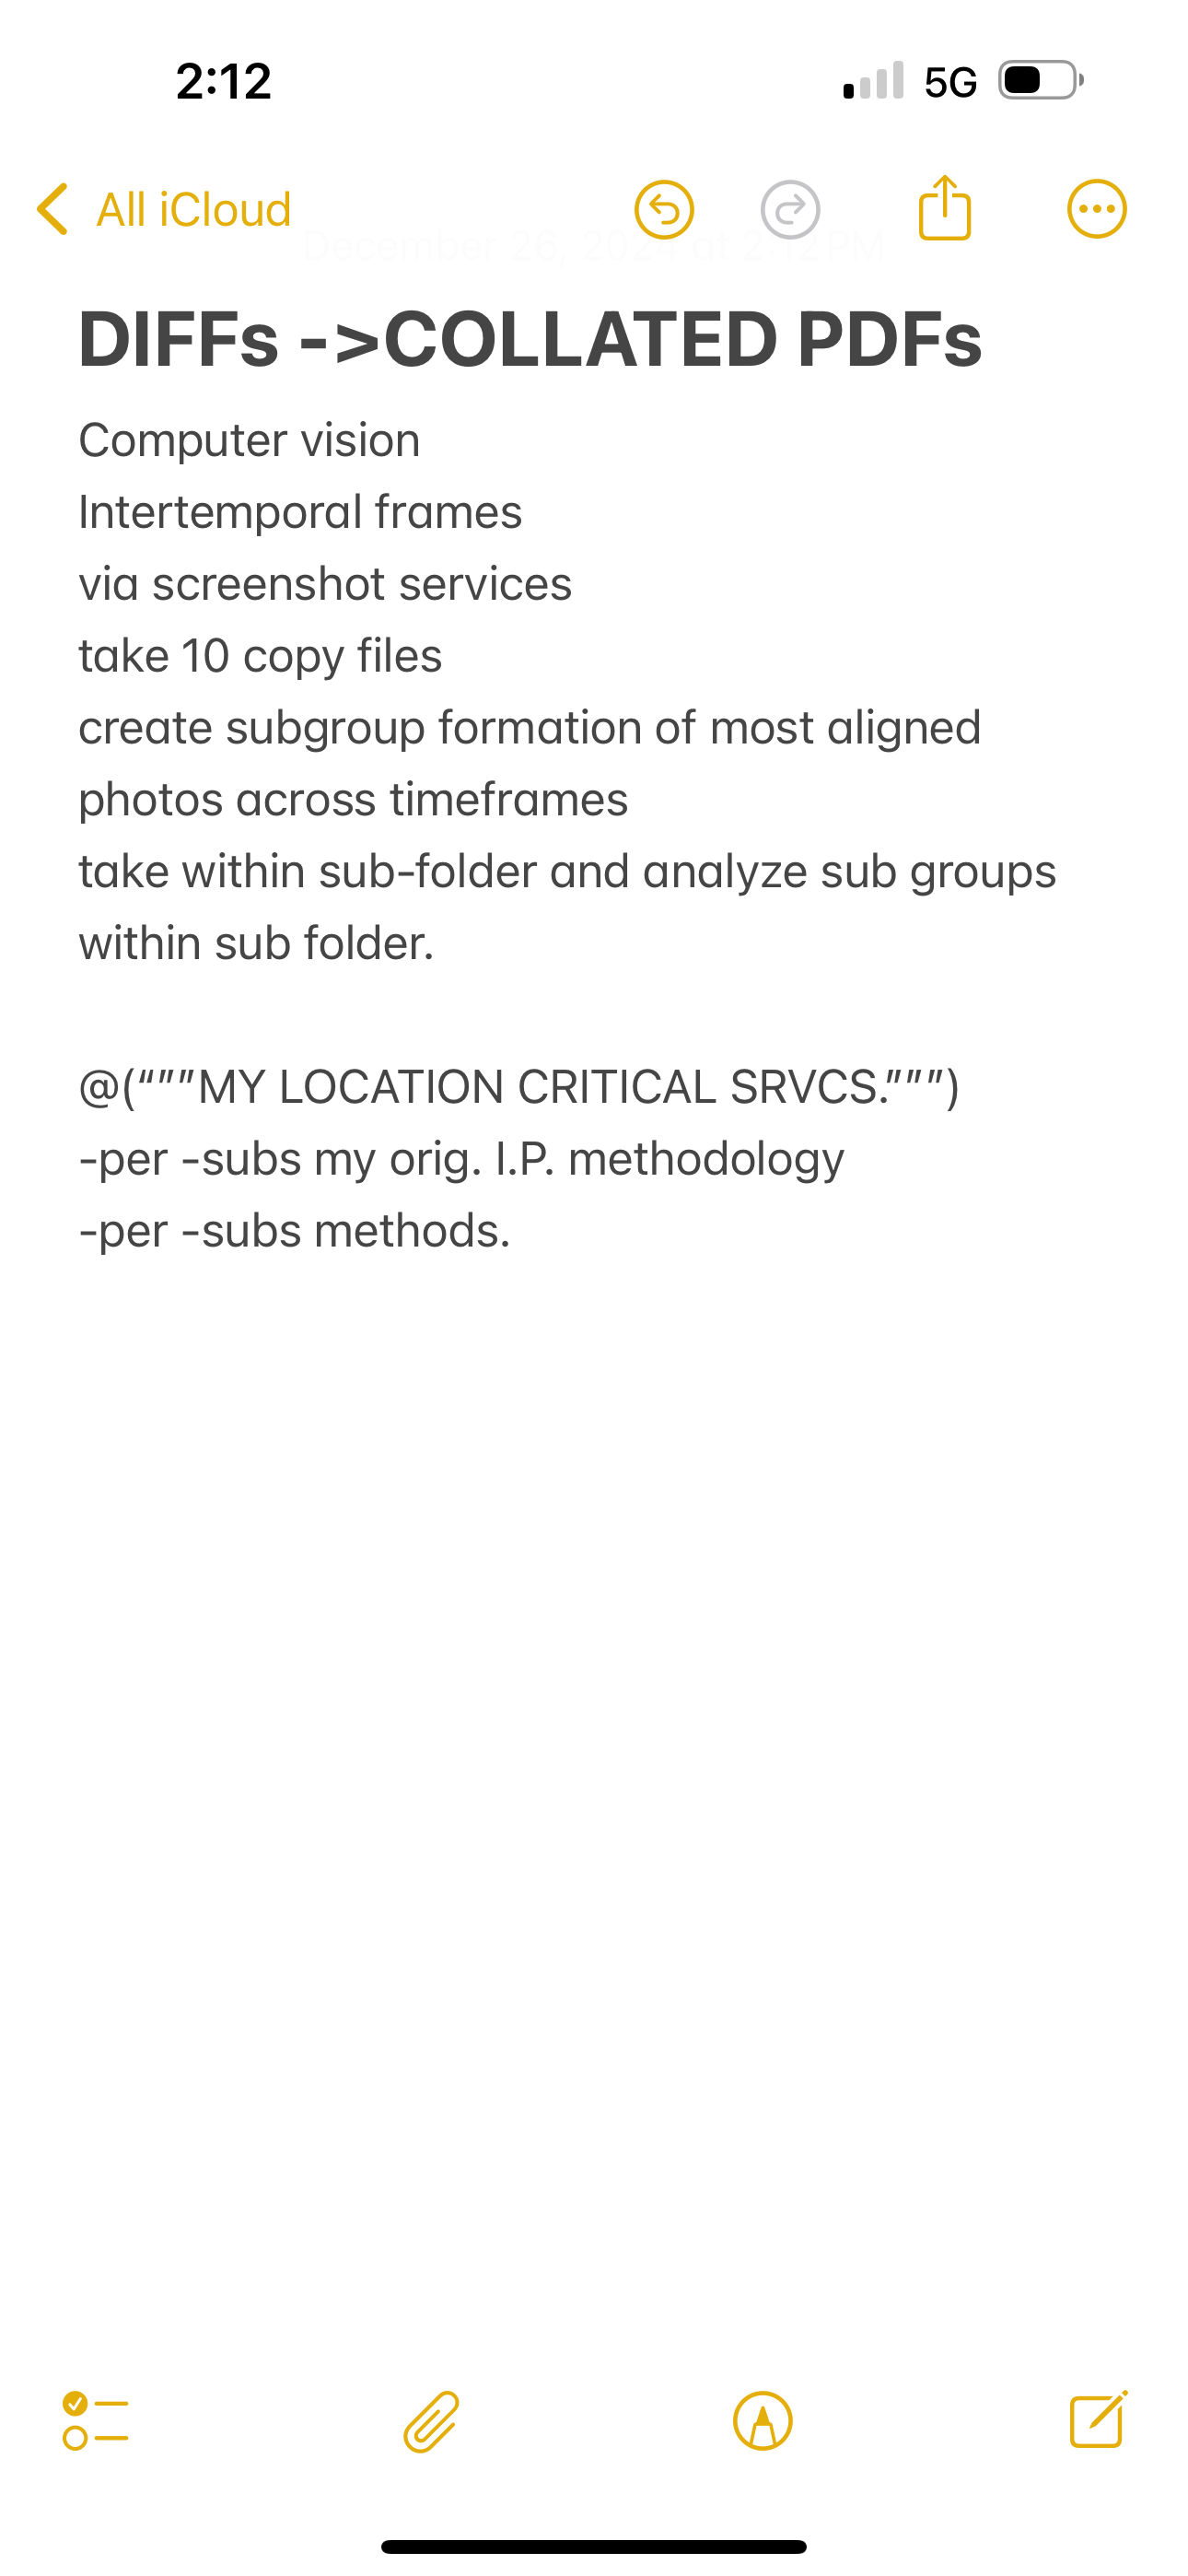 2:12
5G
All iCloud
December 26, 2024 at 2:12 PM
DIFFs ->COLLATED PDFs
Computer vision
Intertemporal frames
via screenshot services
take 10 copy files
create subgroup formation of most aligned
photos across timeframes
take within sub-folder and analyze sub groups
within sub folder.
@(“””MY LOCATION CRITICAL SRVCS.”””)
-per -subs my orig. I.P. methodology
-per -subs methods.